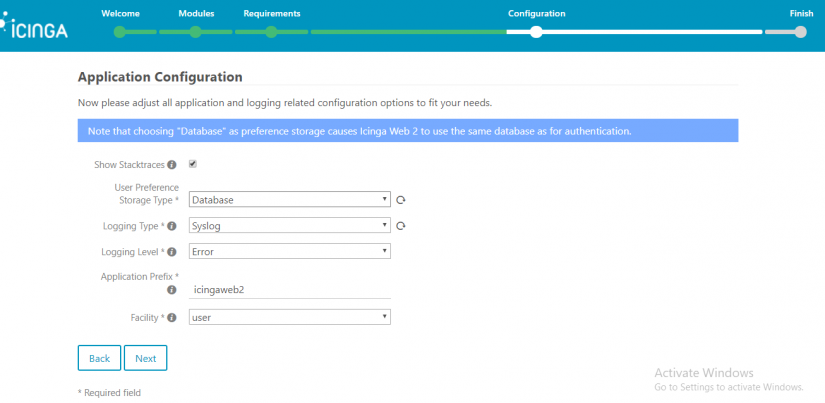 Welcome Modules Requirements Configuration Finish
icinga
Application Configuration
Now please adjust all application and logging related configuration options to fit your needs.
Note that choosing "Database" as preference storage causes Icinga Web 2 to use the same database as for authentication.
Show Stacktraces
User Preference
Storage Type * Database
Logging Type * Syslog
Logging Level * Error
Application Prefix *
icingaweb2
Facility * user
Back Next
Activate Windows
Go to Settings to activate Windows.
* Required field